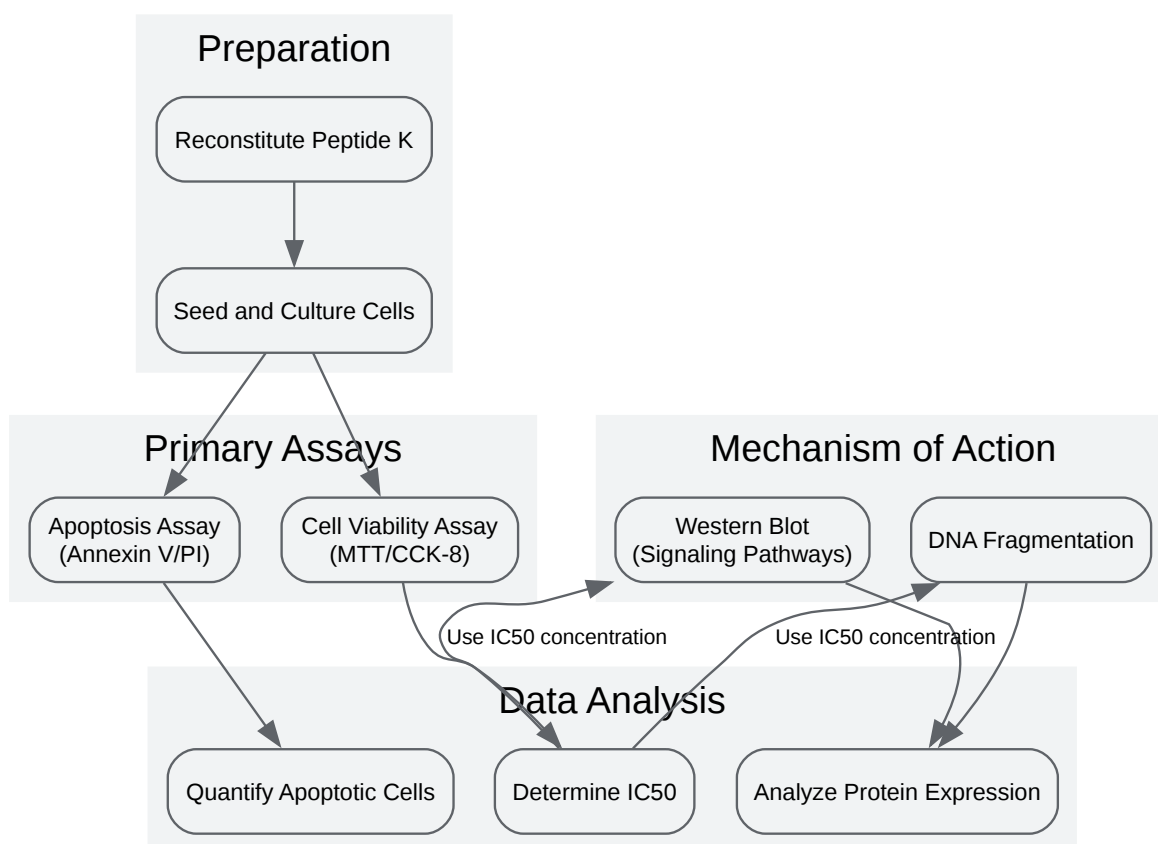 Preparation
Reconstitute Peptide K
Seed and Culture Cells
Primary Assays
Apoptosis Assay
(Annexin V/PI)
Cell Viability Assay
(MTT/CCK-8)
Mechanism of Action
Western Blot
(Signaling Pathways)
DNA Fragmentation
Use IC50 concentration
Use IC50 concentration
Data Analysis
Quantify Apoptotic Cells
Determine IC50
Analyze Protein Expression